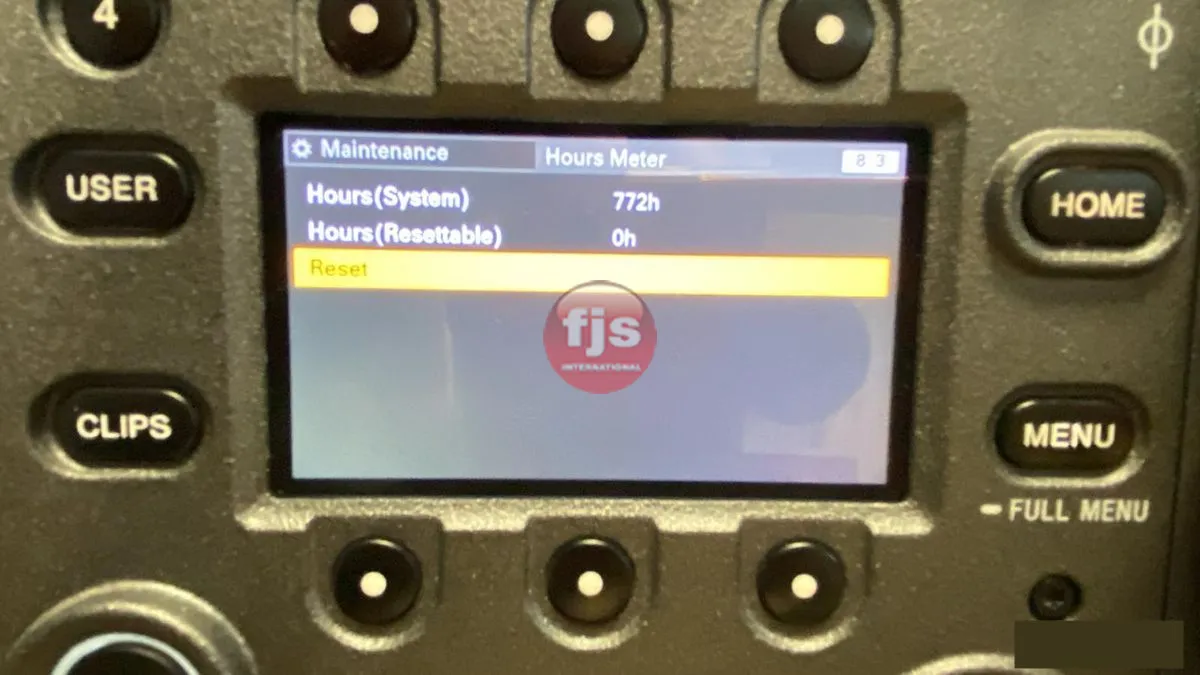 4
Maintenance Hours Meter 8 3
USER
Hours(System) 772h
HOME
Hours(Resettable) 0h
Reset
fjs
INTERNATIONAL
CLIPS
MENU
FULL MENU